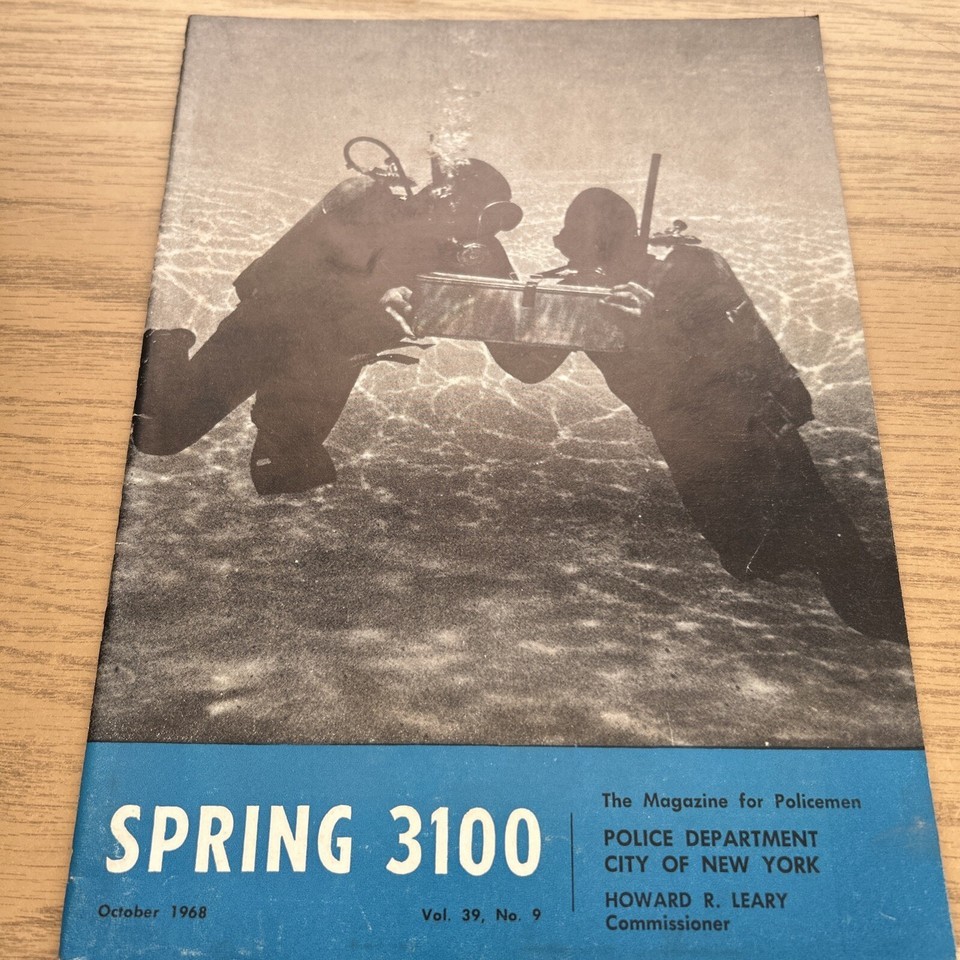 SPRING 3100
October 1968
Vol. 39, No. 9
The Magazine for Policemen
POLICE DEPARTMENT
CITY OF NEW YORK
HOWARD R. LEARY
Commissioner